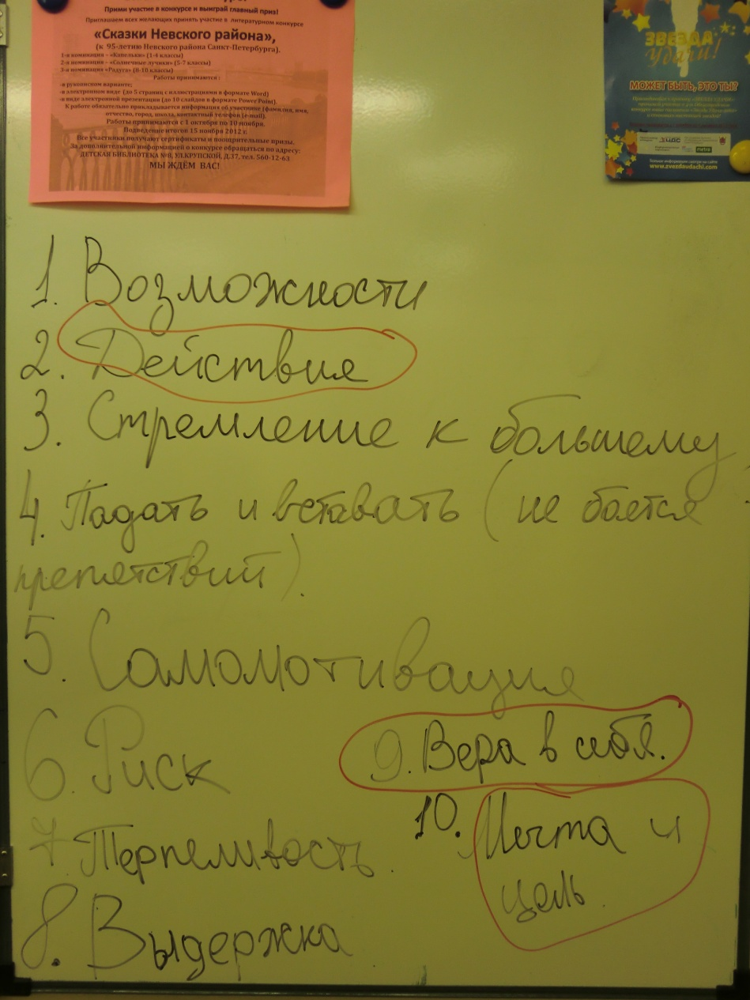 Прими участие в конкурсе и выиграй главный приз!
Приглашаем всех желающих принять участие в литературном конкурсе
«Сказки Невского района»,
(к 95-летию Невского района Санкт-Петербурга).
1-я номинация – «Капельки» (1-4 классы)
2-я номинация – «Солнечные лучики» (5-7 классы)
3-я номинация «Радуга» (8-10 классы)
Работы принимаются :
-в рукописном варианте;
-в электронном виде (до 5 страниц с иллюстрациями в формате Word)
-в виде электронной презентации (до 10 слайдов в формате Power Point).
К работе обязательно прикладывается информация об участнике (фамилия, имя,
отчество, город, школа, контактный телефон (e-mail).
Работы принимаются с 1 октября по 10 ноября.
Подведение итогов 15 ноября 2012 г.
Все участники получают сертификаты и поощрительные призы.
За дополнительной информацией о конкурсе обращаться по адресу:
ДЕТСКАЯ БИБЛИОТЕКА №11, УЛ.КРУПСКОЙ, Д.37, тел. 560-12-63
МЫ ЖДЁМ ВАС!
ЗВЕЗДА
удачи!
МОЖЕТ БЫТЬ, ЭТО ТЫ?
metro
www.zvezdaudachi.com
1. Возможности
2. Действия
3. Стремление к большему
4. Падать и вставать (не боятся
препятствий).
5. Самомотивация
6. Риск
7. Терпеливость.
8. Выдержка
9. Вера в себя.
10. Мечта и
цель.